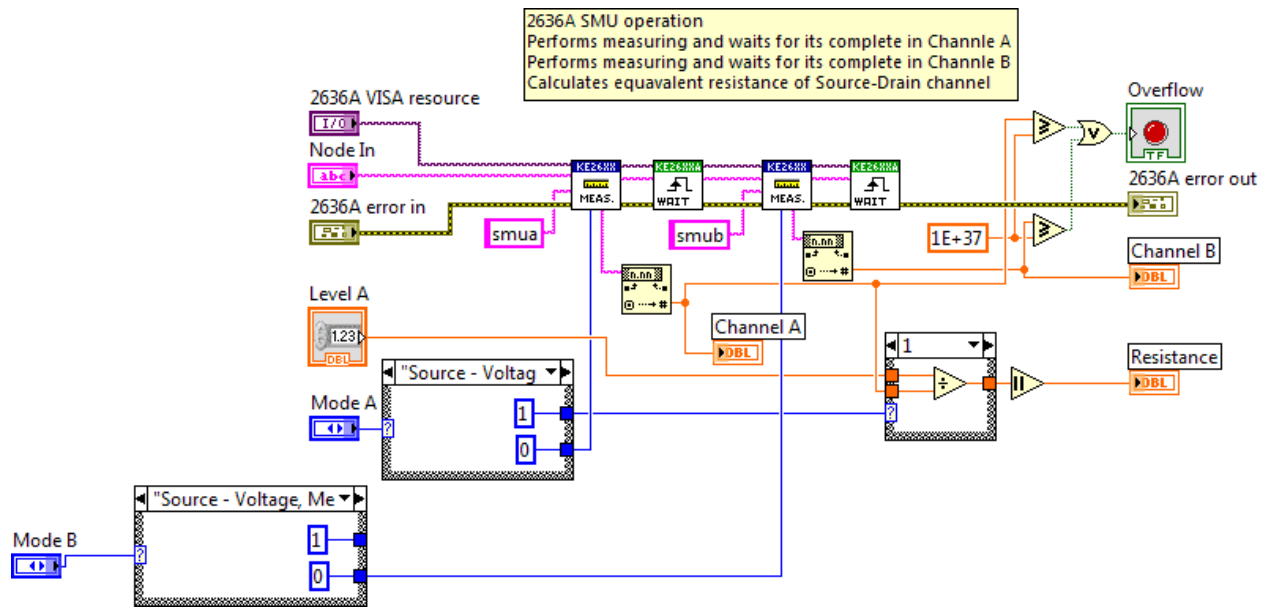 2636A SMU operation
Performs measuring and waits for its complete in Channle A
Performs measuring and waits for its complete in Channle B
Calculates equavalent resistance of Source-Drain channel
2636A VISA resource
I/O
Node In
abc
2636A error in
KE26XX
MEAS.
KE26XXA
WAIT
KE26XX
MEAS.
KE26XXA
WAIT
Overflow
TF
2636A error out
smua
smub
1E+37
n.nn
n.nn
Channel B
DBL
Level A
1.23
DBL
Channel A
DBL
1
Resistance
DBL
"Source - Voltag
Mode A
?
1
0
?
"Source - Voltage, Me
Mode B
?
1
0